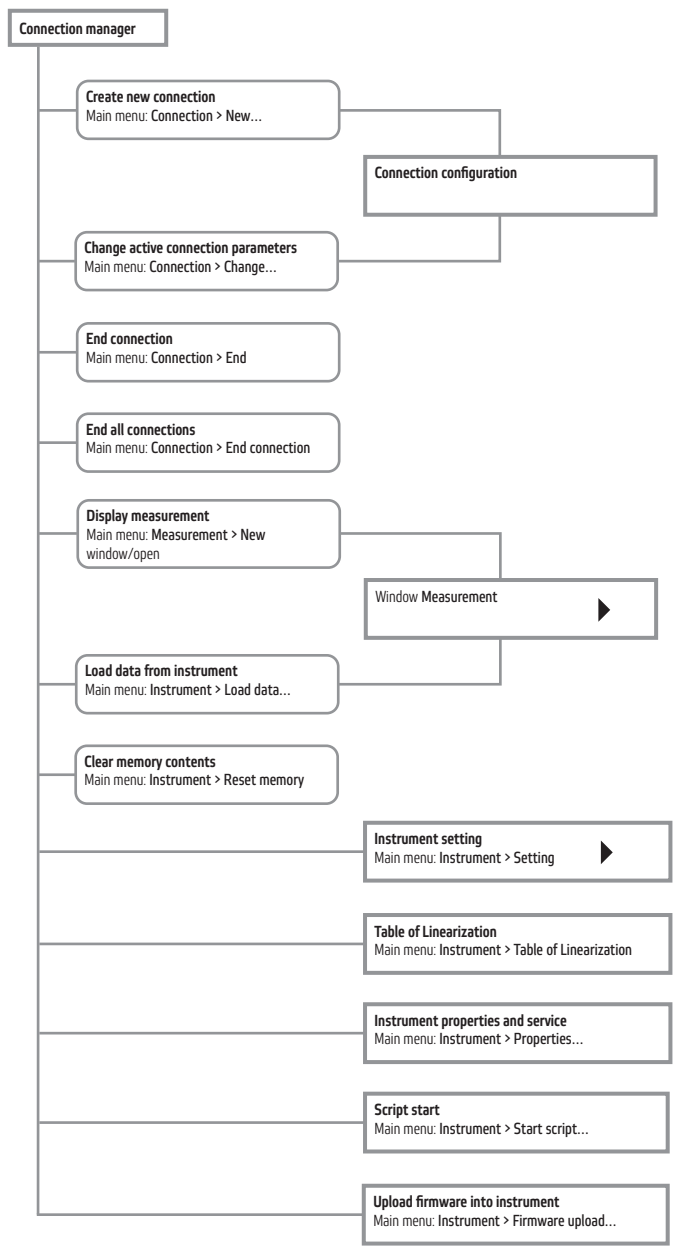 Connection manager
Create new connection
Main menu: Connection > New...
Connection configuration
Change active connection parameters
Main menu: Connection > Change...
End connection
Main menu: Connection > End
End all connections
Main menu: Connection > End connection
Display measurement
Main menu: Measurement > New
window/open
Window Measurement
Load data from instrument
Main menu: Instrument > Load data...
Clear memory contents
Main menu: Instrument > Reset memory
Instrument setting
Main menu: Instrument > Setting
Table of Linearization
Main menu: Instrument > Table of Linearization
Instrument properties and service
Main menu: Instrument > Properties...
Script start
Main menu: Instrument > Start script...
Upload firmware into instrument
Main menu: Instrument > Firmware upload...